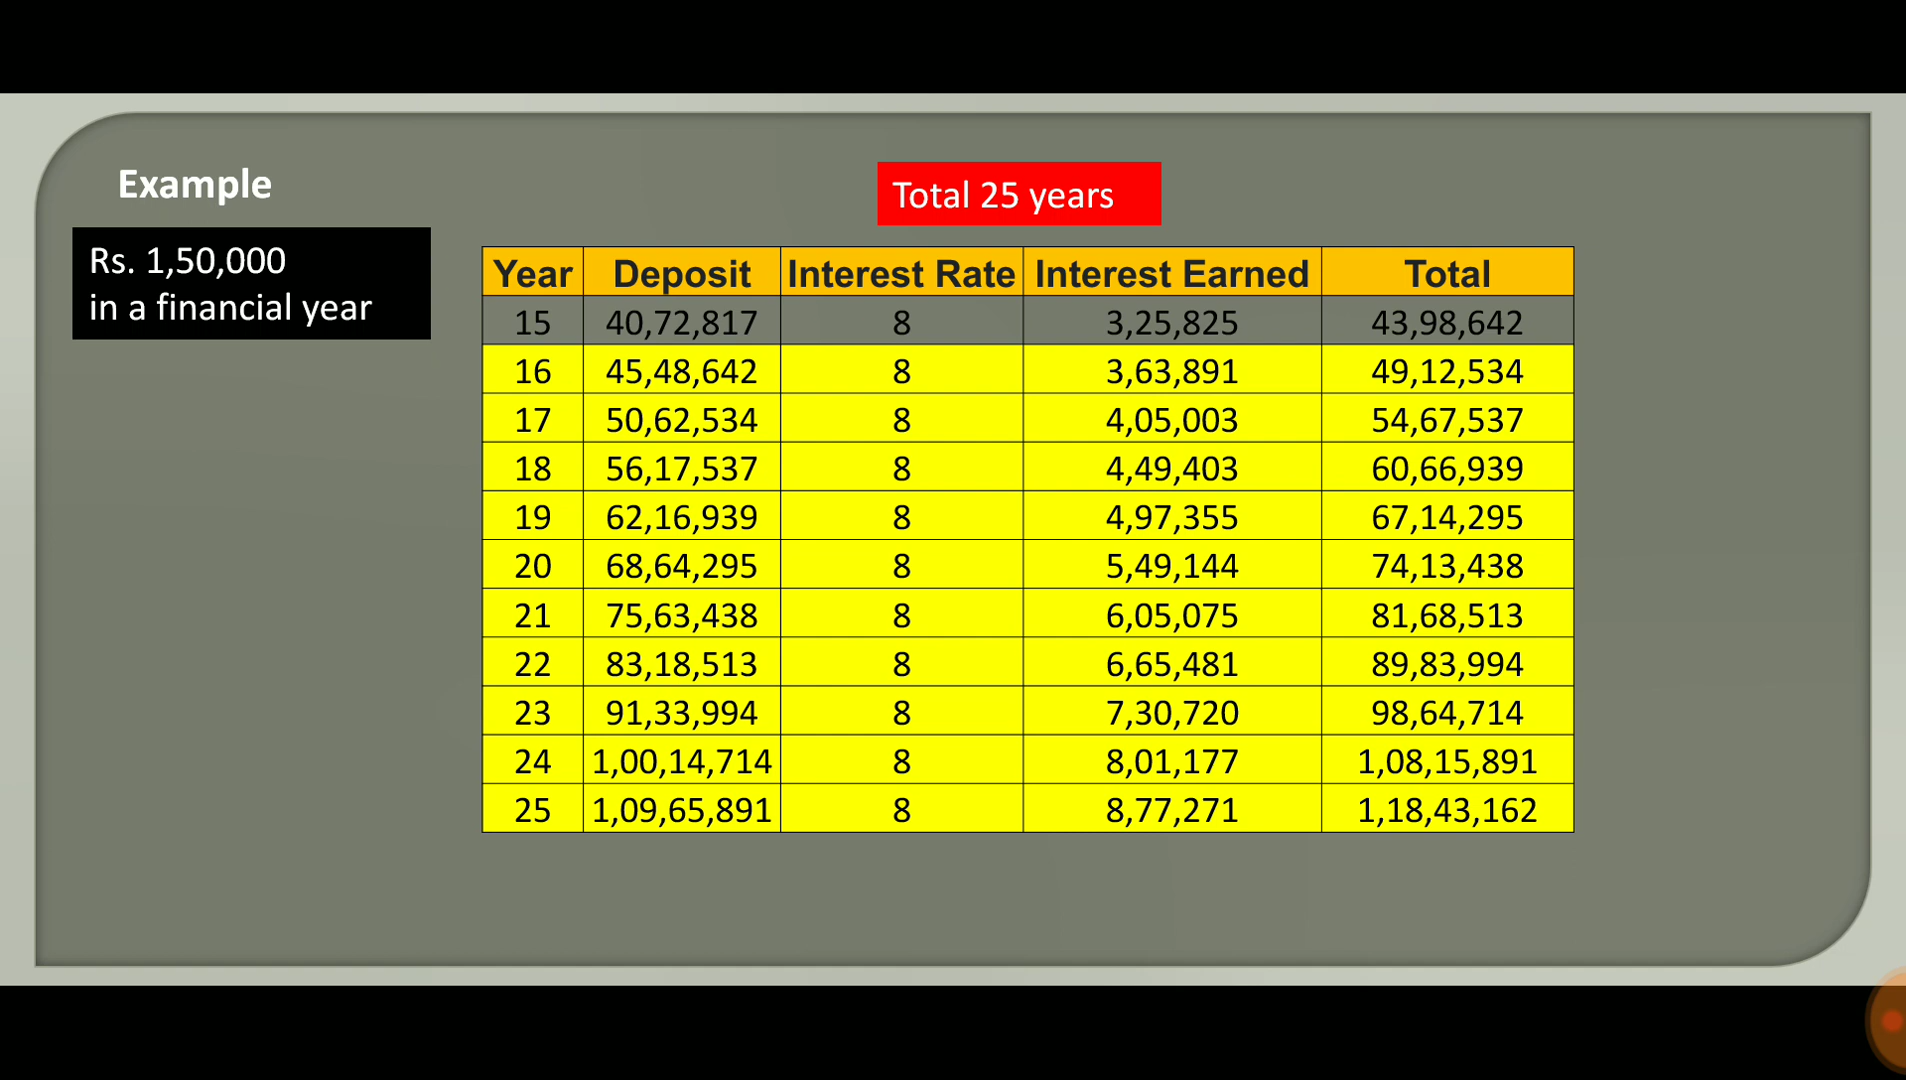 Example
Total 25 years
Rs. 1,50,000
in a financial year
Year Deposit Interest Rate Interest Earned Total
15 40,72,817 8 3,25,825 43,98,642
16 45,48,642 8 3,63,891 49,12,534
17 50,62,534 8 4,05,003 54,67,537
18 56,17,537 8 4,49,403 60,66,939
19 62,16,939 8 4,97,355 67,14,295
20 68,64,295 8 5,49,144 74,13,438
21 75,63,438 8 6,05,075 81,68,513
22 83,18,513 8 6,65,481 89,83,994
23 91,33,994 8 7,30,720 98,64,714
24 1,00,14,714 8 8,01,177 1,08,15,891
25 1,09,65,891 8 8,77,271 1,18,43,162